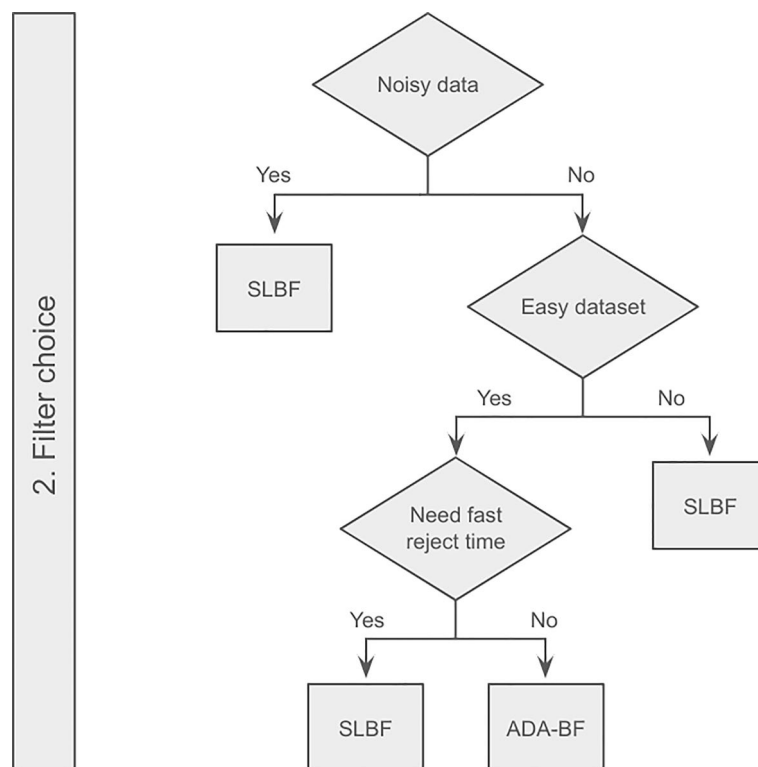 2. Filter choice
Noisy data
Yes
No
SLBF
Easy dataset
Yes
No
Need fast
reject time
SLBF
Yes
No
SLBF
ADA-BF